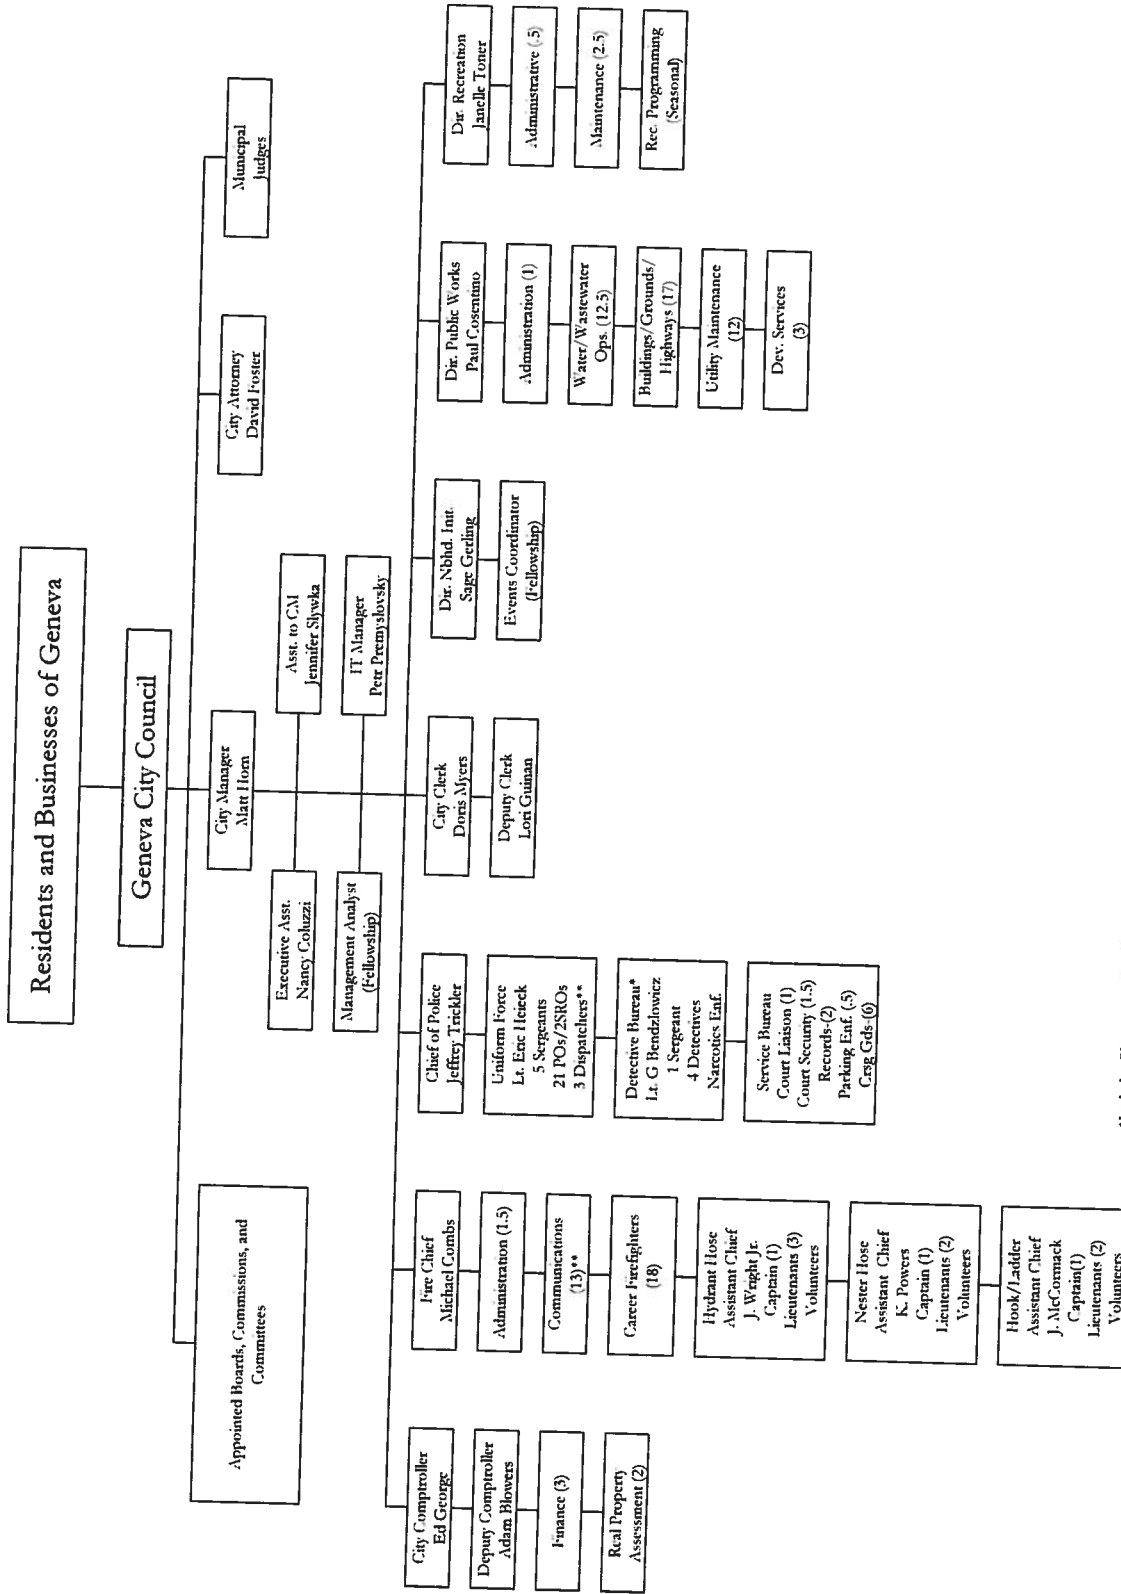 Residents and Businesses of Geneva
Geneva City Council
Appointed Boards, Commissions, and
Committees
City Manager
Matt Horn
City Attorney
David Foster
Municipal
Judges
Executive Asst.
Nancy Coluzzi
Asst. to CM
Jennifer Slywka
Management Analyst
(Fellowship)
IT Manager
Petr Premyslovsky
City Comptroller
Ed George
Deputy Comptroller
Adam Blowers
Finance (3)
Real Property
Assessment (2)
Fire Chief
Michael Combs
Administration (1.5)
Communications
(13)**
Career Firefighters
(18)
Hydrant Hose
Assistant Chief
J. Wright Jr.
Captain (1)
Lieutenants (3)
Volunteers
Nester Hose
Assistant Chief
K. Powers
Captain (1)
Lieutenants (2)
Volunteers
Hook/Ladder
Assistant Chief
J. McCormack
Captain(1)
Lieutenants (2)
Volunteers
Chief of Police
Jeffrey Trickler
Uniform Force
Lt. Eric Heieck
5 Sergeants
21 POs/2SROs
3 Dispatchers**
Detective Bureau*
Lt. G Bendzlowicz
1 Sergeant
4 Detectives
Narcotics Enf.
Service Bureau
Court Liaison (1)
Court Security (1.5)
Records-(2)
Parking Enf. (.5)
Crsg Gds-(6)
City Clerk
Doris Myers
Deputy Clerk
Lori Guinan
Dir. Nbhd. Init.
Sage Gerling
Events Coordinator
(Fellowship)
Dir. Public Works
Paul Cosentino
Administration (1)
Water/Wastewater
Ops. (12.5)
Buildings/Grounds/
Highways (17)
Utility Maintenance
(12)
Dev. Services
(3)
Dir. Recreation
Janelle Toner
Administrative (.5)
Maintenance (2.5)
Rec. Programming
(Seasonal)